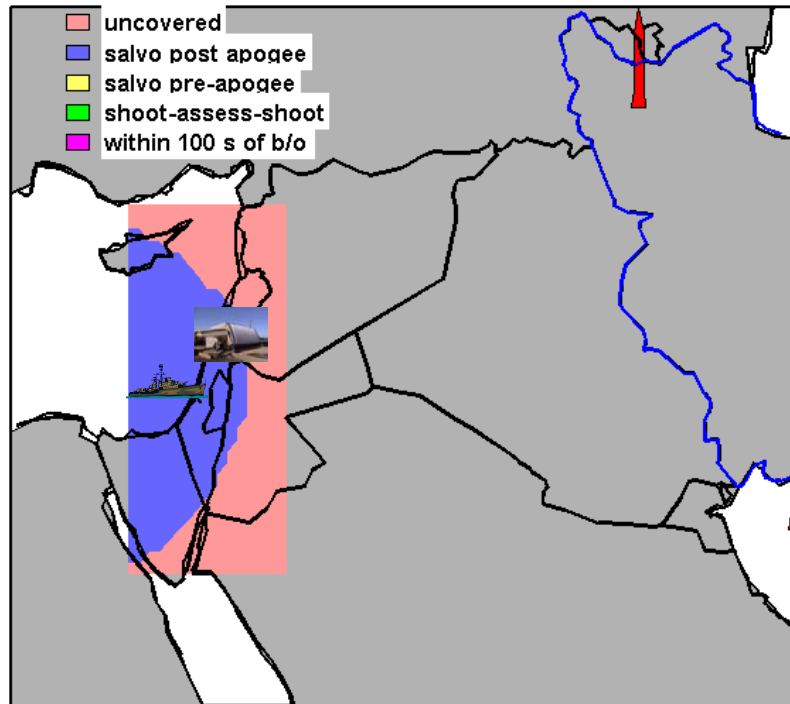 uncovered
salvo post apogee
salvo pre-apogee
shoot-assess-shoot
within 100 s of b/o